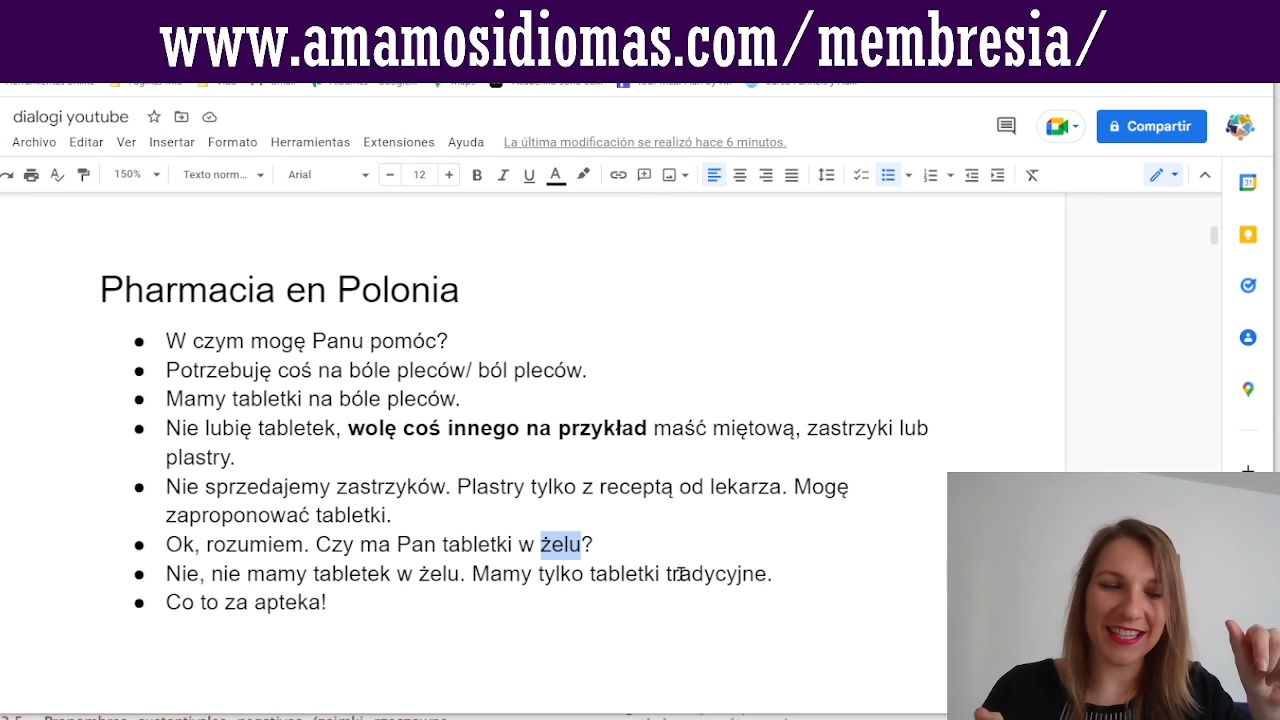 www.amamosidiomas.com/membresia/
dialogi youtube
Archivo Editar Ver Insertar Formato Herramientas Extensiones Ayuda La última modificación se realizó hace 6 minutos.
Compartir
150% Texto norm... Arial 12
Pharmacia en Polonia
● W czym mogę Panu pomóc?
● Potrzebuję coś na bóle pleców/ ból pleców.
● Mamy tabletki na bóle pleców.
● Nie lubię tabletek, wolę coś innego na przykład maść miętową, zastrzyki lub
plastry.
● Nie sprzedajemy zastrzyków. Plastry tylko z receptą od lekarza. Mogę
zaproponować tabletki.
● Ok, rozumiem. Czy ma Pan tabletki w żelu?
● Nie, nie mamy tabletek w żelu. Mamy tylko tabletki tradycyjne.
● Co to za apteka!